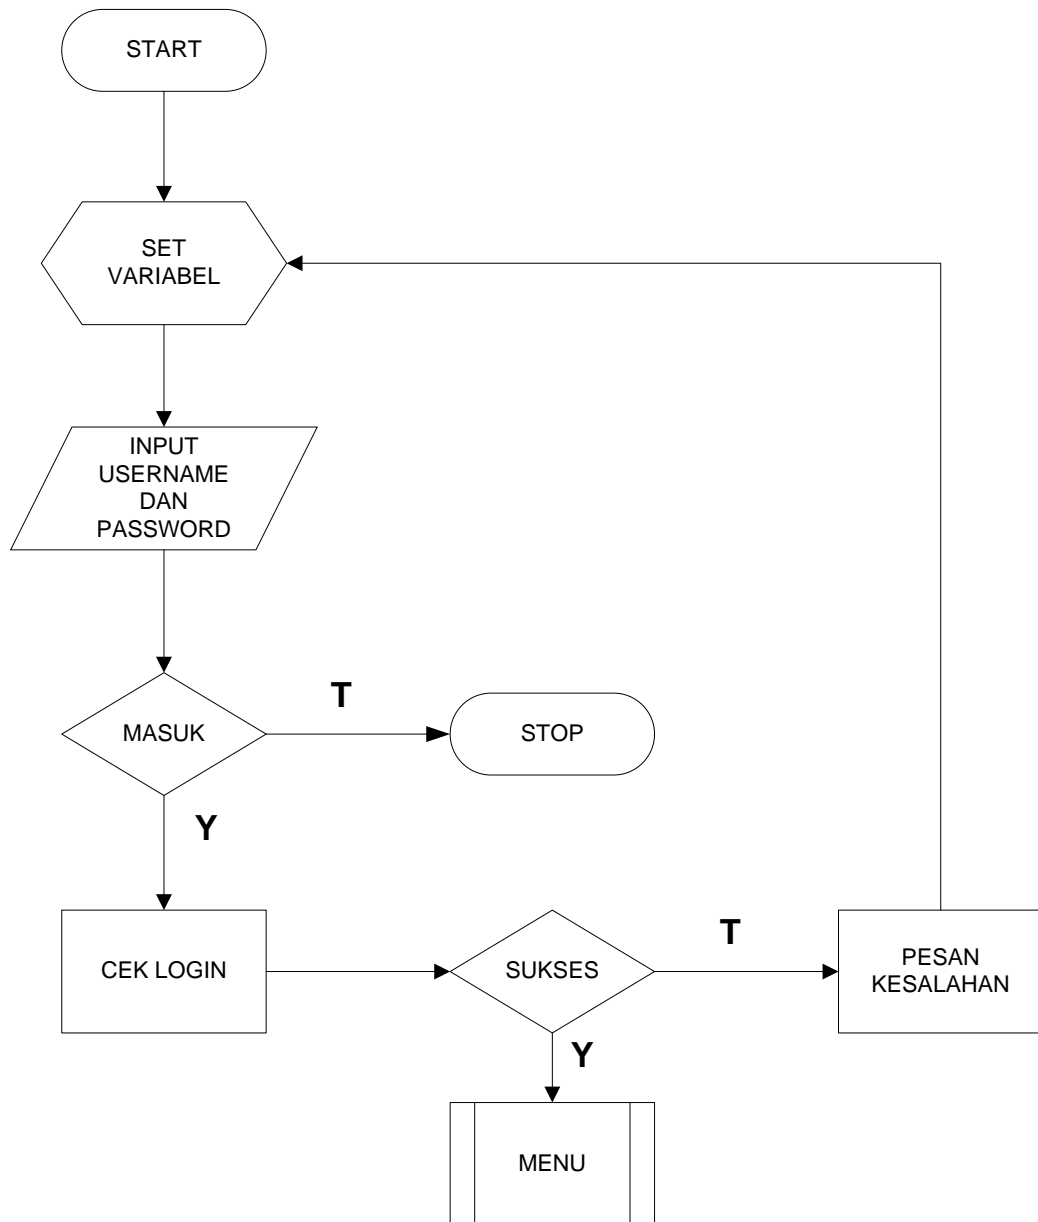 START
SET
VARIABEL
INPUT
USERNAME
DAN
PASSWORD
MASUK
T
STOP
Y
CEK LOGIN
SUKSES
T
PESAN
KESALAHAN
Y
MENU